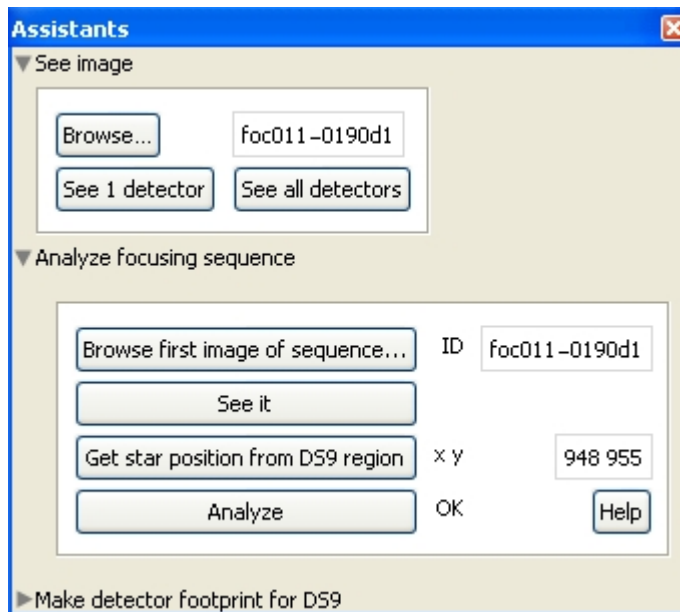 Assistants
See image
Browse... foc011-0190d1
See 1 detector See all detectors
Analyze focusing sequence
Browse first image of sequence... ID foc011-0190d1
See it
Get star position from DS9 region x y 948 955
Analyze OK Help
Make detector footprint for DS9